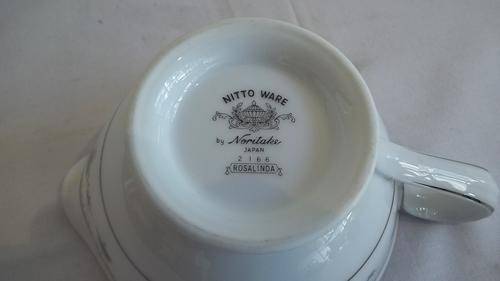 NITTO WARE
by Noritake
JAPAN
2166
ROSALINDA